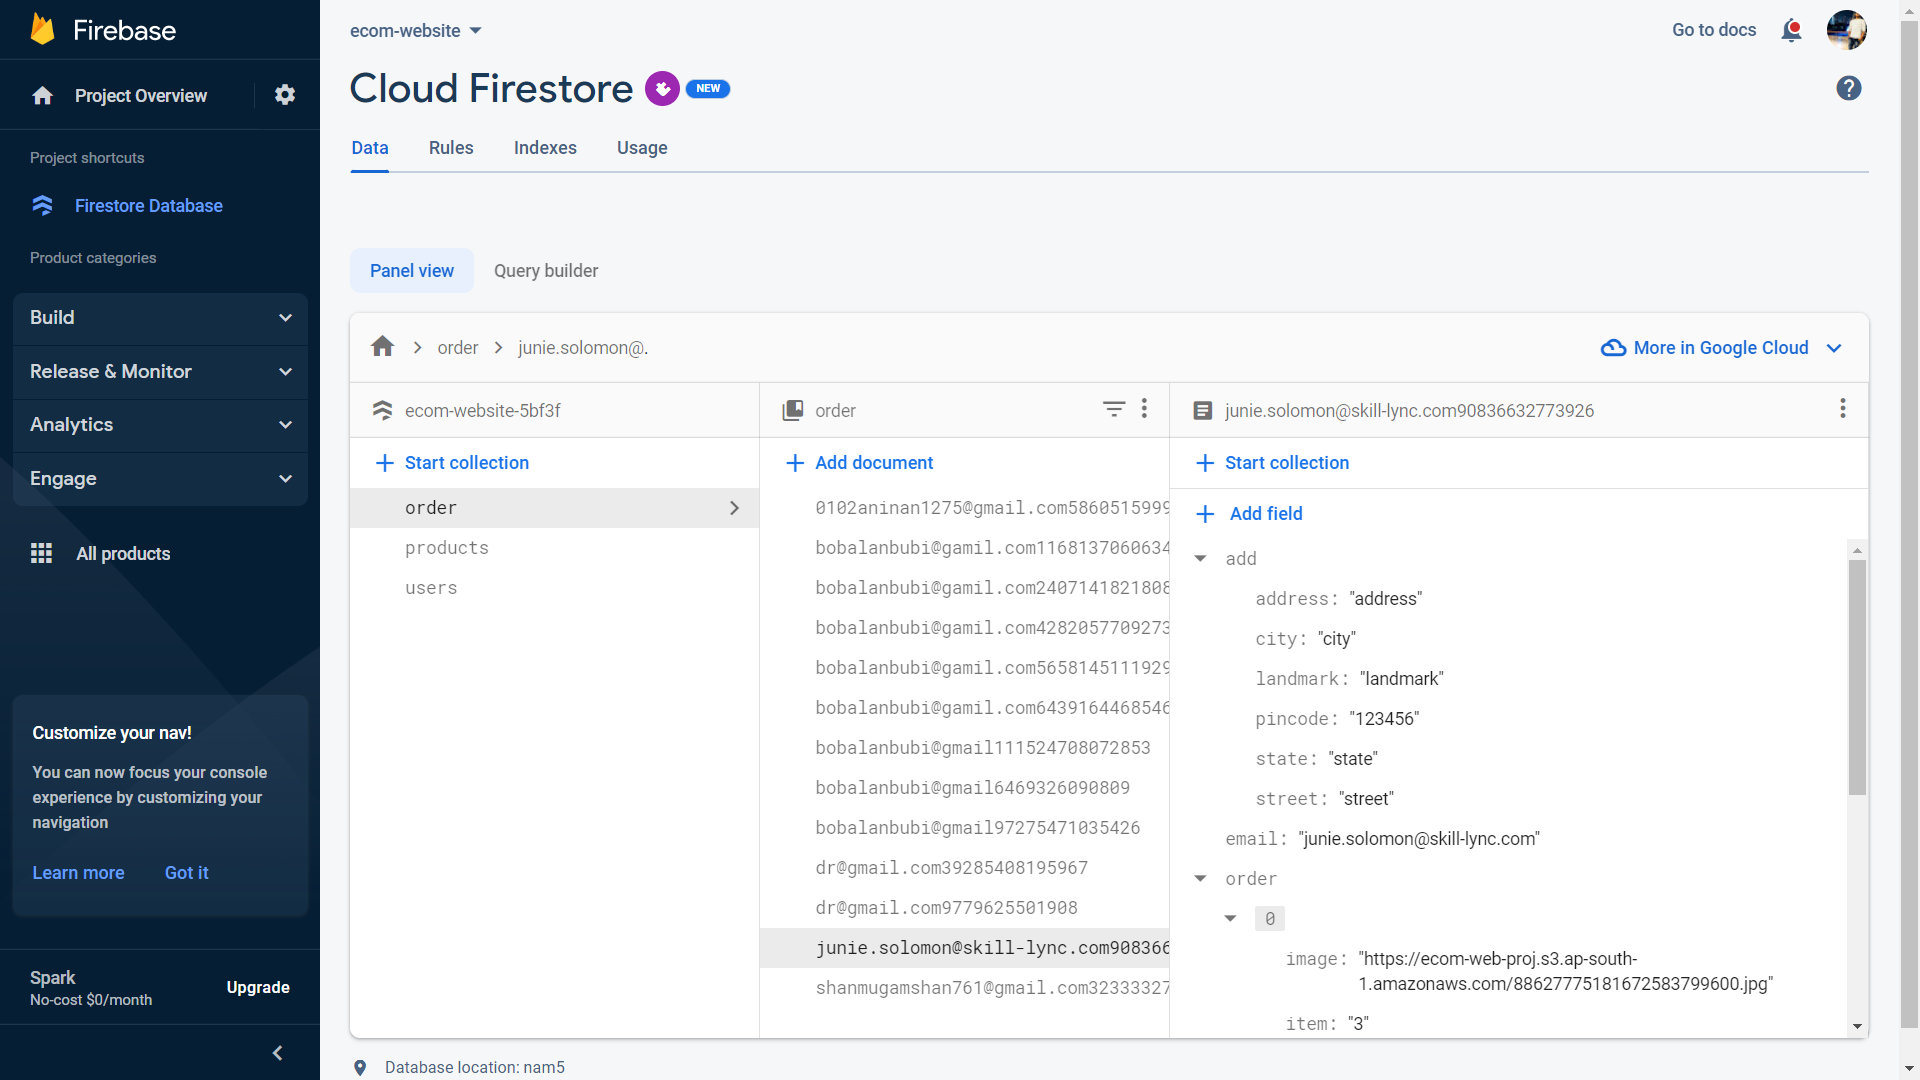 Firebase
Project Overview
Project shortcuts
Firestore Database
Product categories
Build
Release & Monitor
Analytics
Engage
All products
Customize your nav!
You can now focus your console
experience by customizing your
navigation
Learn more Got it
Spark
No-cost $0/month
Upgrade
ecom-website
Go to docs
Cloud Firestore NEW
Data Rules Indexes Usage
Panel view Query builder
order junie.solomon@.
More in Google Cloud
ecom-website-5bf3f
Start collection
order
products
users
order
Add document
0102aninan1275@gmail.com5860515999
bobalanbubi@gamil.com1168137060634
bobalanbubi@gamil.com2407141821808
bobalanbubi@gamil.com4282057709273
bobalanbubi@gamil.com5658145111929
bobalanbubi@gamil.com6439164468546
bobalanbubi@gmail111524708072853
bobalanbubi@gmail6469326090809
bobalanbubi@gmail97275471035426
dr@gmail.com39285408195967
dr@gmail.com9779625501908
junie.solomon@skill-lync.com908366
shanmugamshan761@gmail.com32333327
junie.solomon@skill-lync.com90836632773926
Start collection
Add field
add
address: "address"
city: "city"
landmark: "landmark"
pincode: "123456"
state: "state"
street: "street"
email: "junie.solomon@skill-lync.com"
order
0
image: "https://ecom-web-proj.s3.ap-south-
1.amazonaws.com/88627775181672583799600.jpg"
item: "3"
Database location: nam5